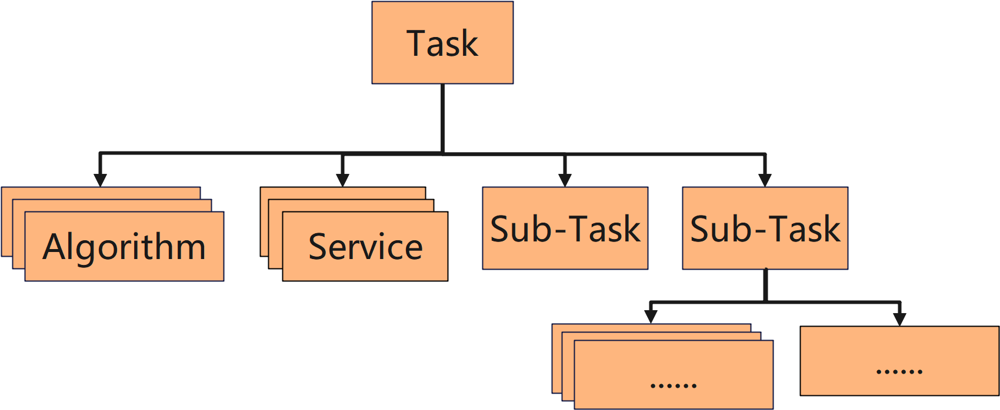 Task
Algorithm
Service
Sub-Task
Sub-Task
......
......